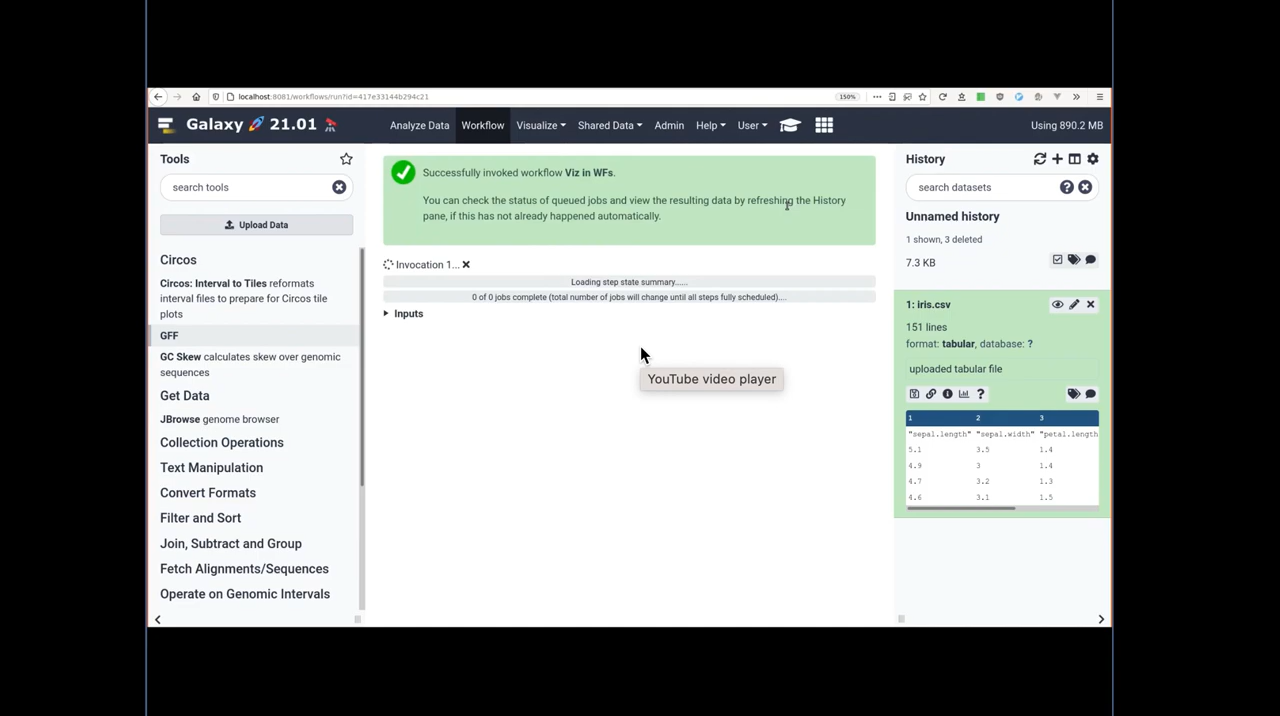 localhost:8081/workflows/run?id=417e33144b294c21
150%
Galaxy 🚀 21.01
Analyze Data
Workflow
Visualize
Shared Data
Admin
Help
User
Using 890.2 MB
Tools
search tools
Upload Data
Circos
Circos: Interval to Tiles reformats
interval files to prepare for Circos tile
plots
GFF
GC Skew calculates skew over genomic
sequences
Get Data
JBrowse genome browser
Collection Operations
Text Manipulation
Convert Formats
Filter and Sort
Join, Subtract and Group
Fetch Alignments/Sequences
Operate on Genomic Intervals
Successfully invoked workflow Viz in WFs.
You can check the status of queued jobs and view the resulting data by refreshing the History
pane, if this has not already happened automatically.
Invocation 1...
Loading step state summary......
0 of 0 jobs complete (total number of jobs will change until all steps fully scheduled)....
Inputs
YouTube video player
History
search datasets
Unnamed history
1 shown, 3 deleted
7.3 KB
1: iris.csv
151 lines
format: tabular, database: ?
uploaded tabular file
1 2 3
"sepal.length" "sepal.width" "petal.length
5.1 3.5 1.4
4.9 3 1.4
4.7 3.2 1.3
4.6 3.1 1.5